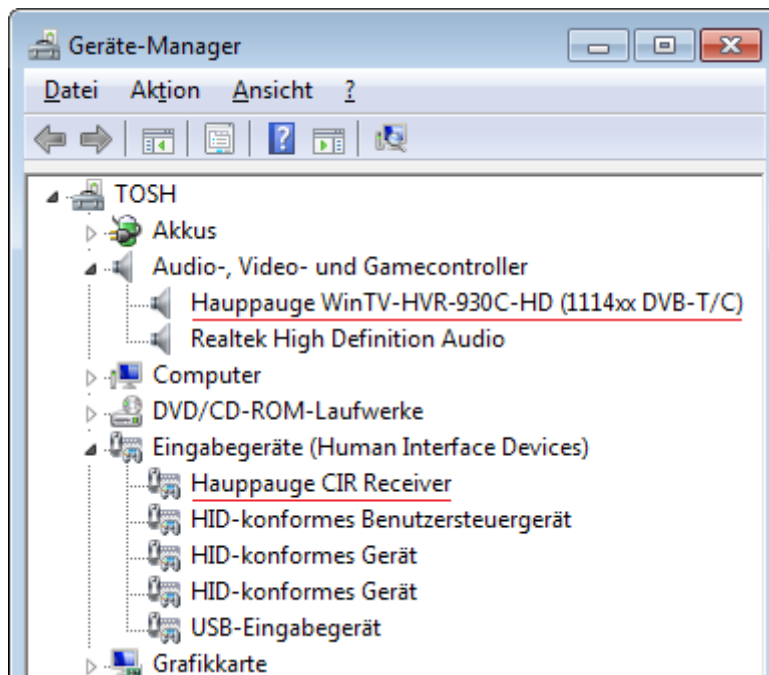 Geräte-Manager
Datei Aktion Ansicht ?
TOSH
Akkus
Audio-, Video- und Gamecontroller
Hauppauge WinTV-HVR-930C-HD (1114xx DVB-T/C)
Realtek High Definition Audio
Computer
DVD/CD-ROM-Laufwerke
Eingabegeräte (Human Interface Devices)
Hauppauge CIR Receiver
HID-konformes Benutzersteuergerät
HID-konformes Gerät
HID-konformes Gerät
USB-Eingabegerät
Grafikkarte